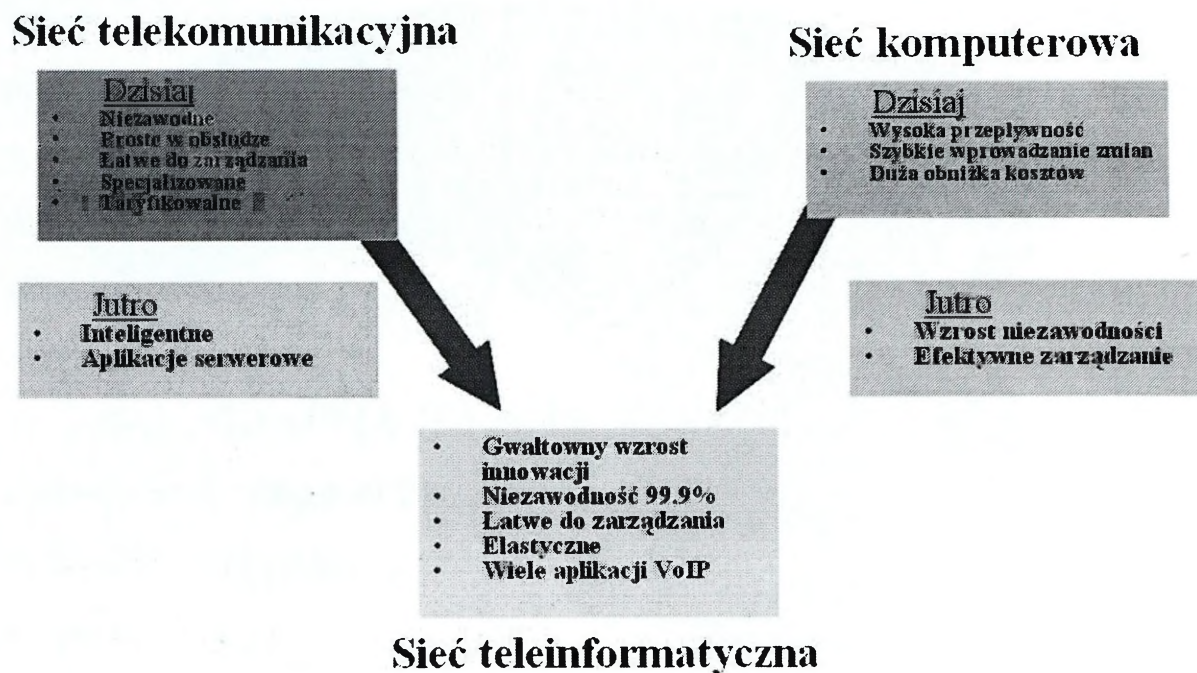 Sieć telekomunikacyjna
Dzisiaj
• Niezawodne
• Proste w obsłudze
• Łatwe do zarządzania
• Specjalizowane
• Taryfikowalne
Jutro
• Inteligentne
• Aplikacje serwerowe
Sieć komputerowa
Dzisiaj
• Wysoka przepływność
• Szybkie wprowadzanie zmian
• Duża obniżka kosztów
Jutro
• Wzrost niezawodności
• Efektywne zarządzanie
• Gwałtowny wzrost
innowacji
• Niezawodność 99.9%
• Łatwe do zarządzania
• Elastyczne
• Wiele aplikacji VoIP
Sieć teleinformatyczna